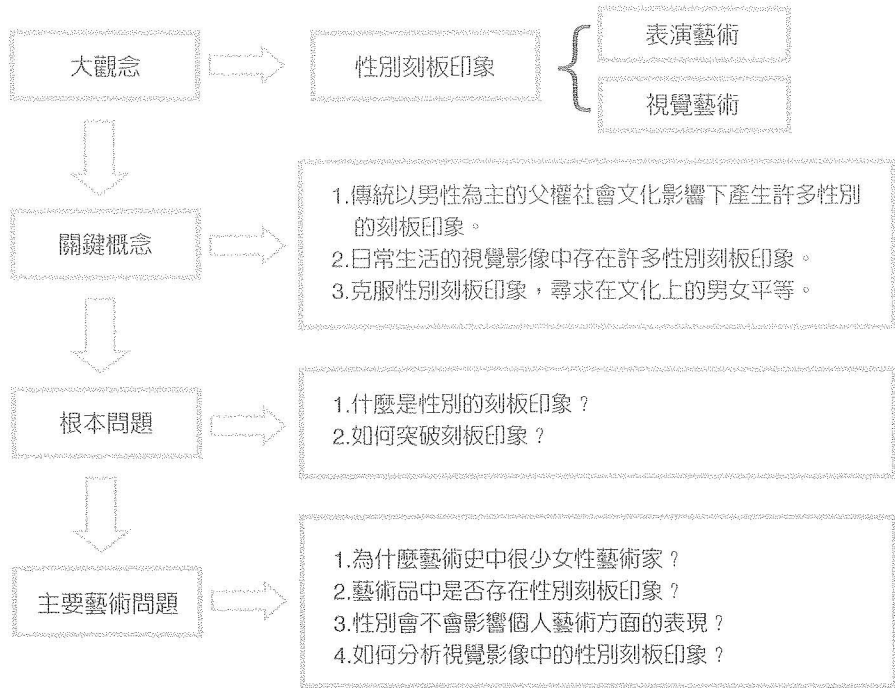 大觀念
性別刻板印象
表演藝術
視覺藝術
關鍵概念
1.傳統以男性為主的父權社會文化影響下產生許多性別
的刻板印象。
2.日常生活的視覺影像中存在許多性別刻板印象。
3.克服性別刻板印象，尋求在文化上的男女平等。
根本問題
1.什麼是性別的刻板印象？
2.如何突破刻板印象？
主要藝術問題
1.為什麼藝術史中很少女性藝術家？
2.藝術品中是否存在性別刻板印象？
3.性別會不會影響個人藝術方面的表現？
4.如何分析視覺影像中的性別刻板印象？